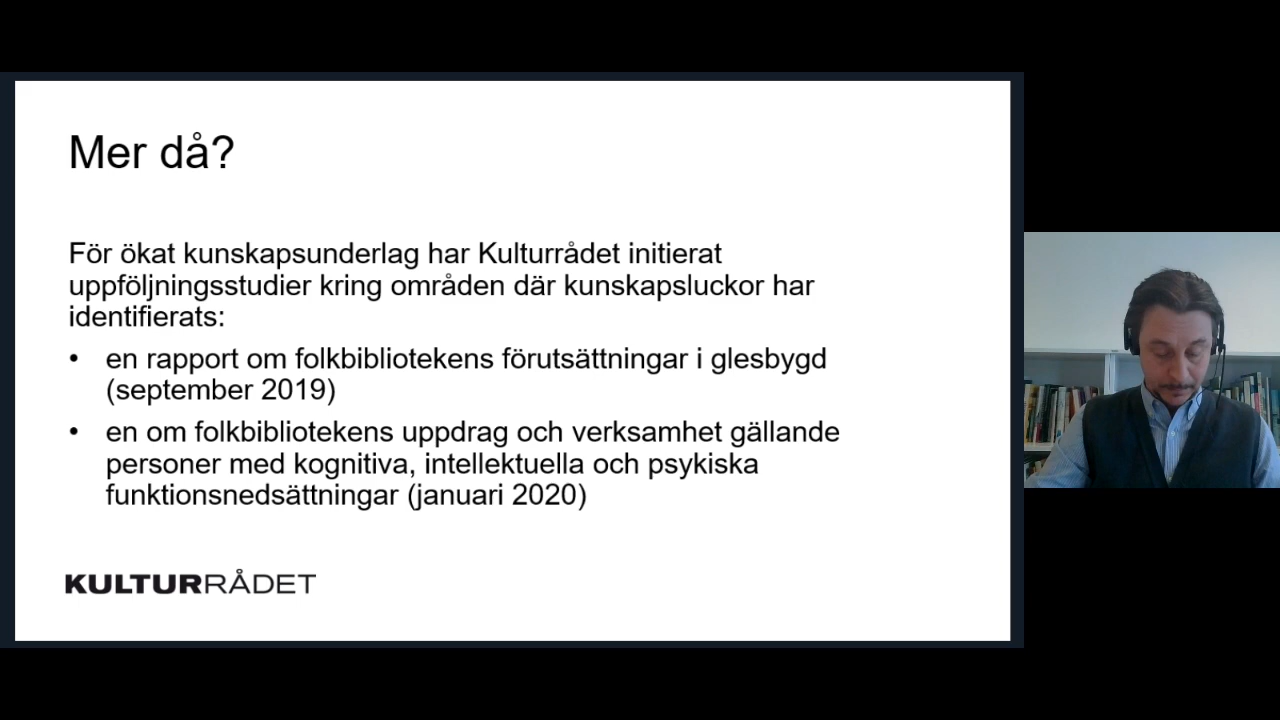 Mer då?
För ökat kunskapsunderlag har Kulturrådet initierat
uppföljningsstudier kring områden där kunskapsluckor har
identifierats:
• en rapport om folkbibliotekens förutsättningar i glesbygd
(september 2019)
• en om folkbibliotekens uppdrag och verksamhet gällande
personer med kognitiva, intellektuella och psykiska
funktionsnedsättningar (januari 2020)
KULTURRÅDET